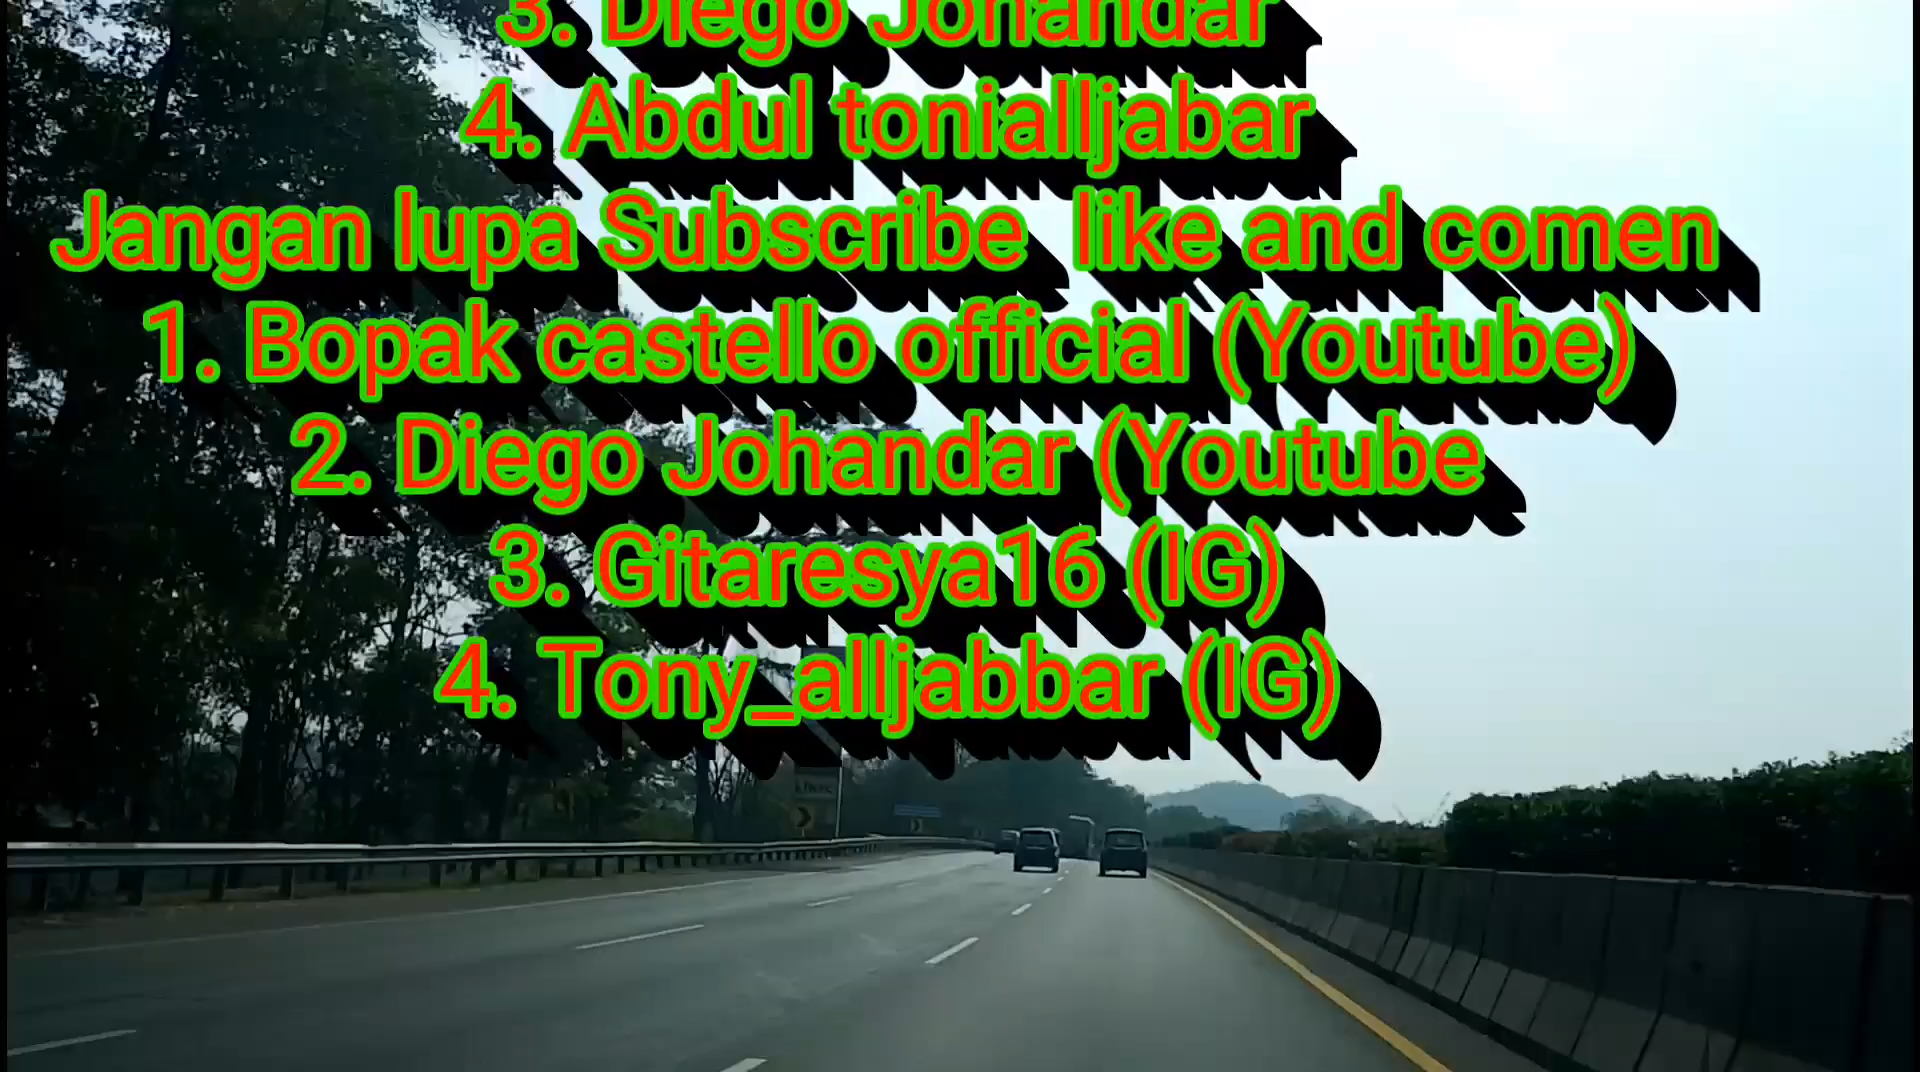 3. Diego Johandar
4. Abdul tonialljabar
Jangan lupa Subscribe like and comen
1. Bopak castello official (Youtube)
2. Diego Johandar (Youtube
3. Gitaresya16 (IG)
4. Tony_alljabbar (IG)